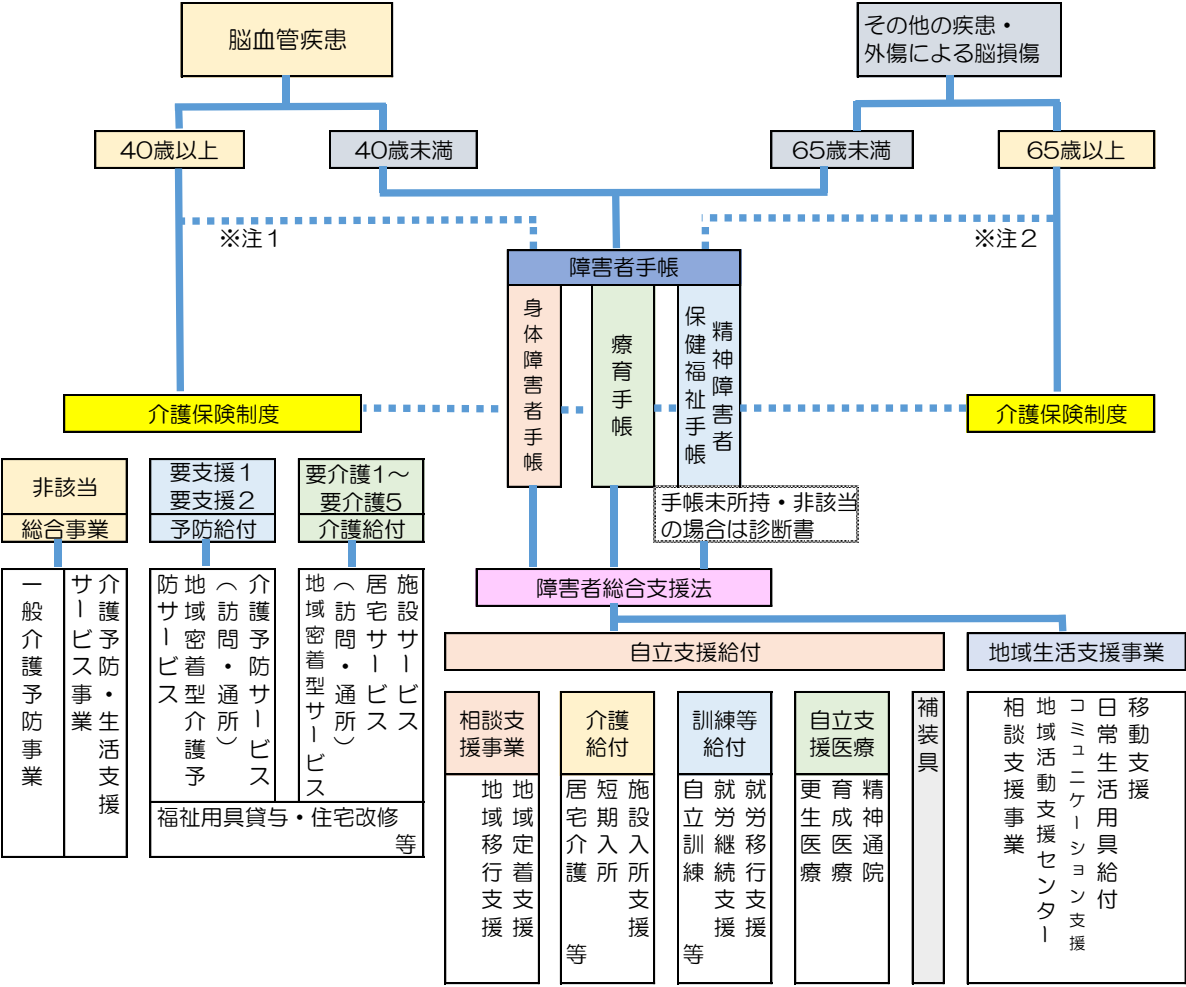 脳血管疾患
その他の疾患・
外傷による脳損傷
40歳以上
40歳未満
65歳未満
65歳以上
※注1
※注2
障害者手帳
身体障害者手帳
療育手帳
精神障害者
保健福祉手帳
介護保険制度
介護保険制度
非該当
総合事業
要支援1
要支援2
予防給付
要介護1～
要介護5
介護給付
手帳未所持・非該当
の場合は診断書
介護予防・生活支援
サービス事業
一般介護予防事業
介護予防サービス
（訪問・通所）
地域密着型介護予
防サービス
施設サービス
居宅サービス
（訪問・通所）
地域密着型サービス
福祉用具貸与・住宅改修
等
障害者総合支援法
自立支援給付
地域生活支援事業
相談支
援事業
地域定着支援
地域移行支援
介護
給付
施設入所支援
短期入所
居宅介護 等
訓練等
給付
就労移行支援
就労継続支援
自立訓練 等
自立支
援医療
精神通院
育成医療
更生医療
補装具
移動支援
日常生活用具給付
コミュニケーション支援
地域活動支援センター
相談支援事業